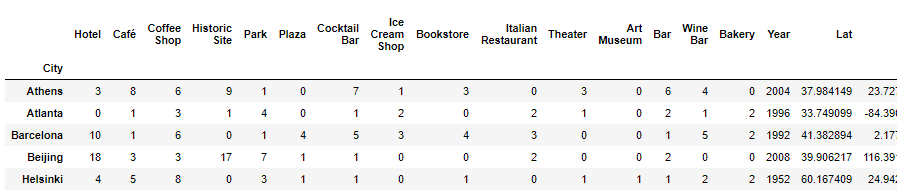 Hotel Café Coffee Shop Historic Site Park Plaza Cocktail Bar Ice Cream Shop Bookstore Italian Restaurant Theater Art Museum Bar Wine Bar Bakery Year Lat
City
Athens 3 8 6 9 1 0 7 1 3 0 3 0 6 4 0 2004 37.984149 23.727
Atlanta 0 1 3 1 4 0 1 2 0 2 1 0 2 1 2 1996 33.749099 -84.390
Barcelona 10 1 6 0 1 4 5 3 4 3 0 0 1 5 2 1992 41.382894 2.177
Beijing 18 3 3 17 7 1 1 0 0 2 0 0 2 0 0 2008 39.906217 116.391
Helsinki 4 5 8 0 3 1 1 0 1 0 1 1 1 2 2 1952 60.167409 24.942